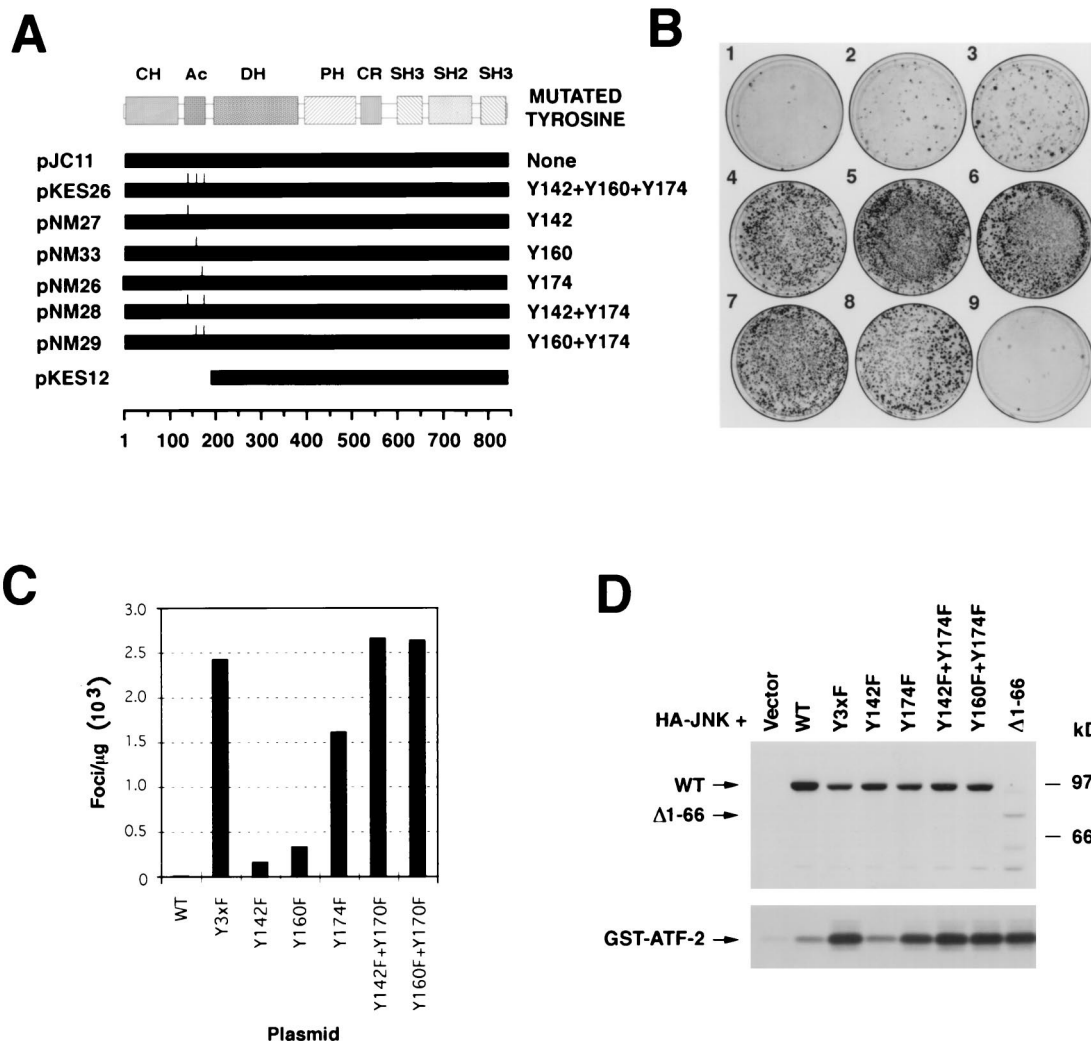 A
CH Ac DH PH CR SH3 SH2 SH3
MUTATED
TYROSINE
pJC11 None
pKES26 Y142+Y160+Y174
pNM27 Y142
pNM33 Y160
pNM26 Y174
pNM28 Y142+Y174
pNM29 Y160+Y174
pKES12
1 100 200 300 400 500 600 700 800
B
1 2 3
4 5 6
7 8 9
C
3.0
2.5
2.0
1.5
1.0
0.5
0
Foci/µg (10³)
WT Y3xF Y142F Y160F Y174F Y142F+Y170F Y160F+Y170F
Plasmid
D
HA-JNK + Vector WT Y3xF Y142F Y174F Y142F+Y174F Y160F+Y174F Δ1-66
WT
Δ1-66
97
66
GST-ATF-2